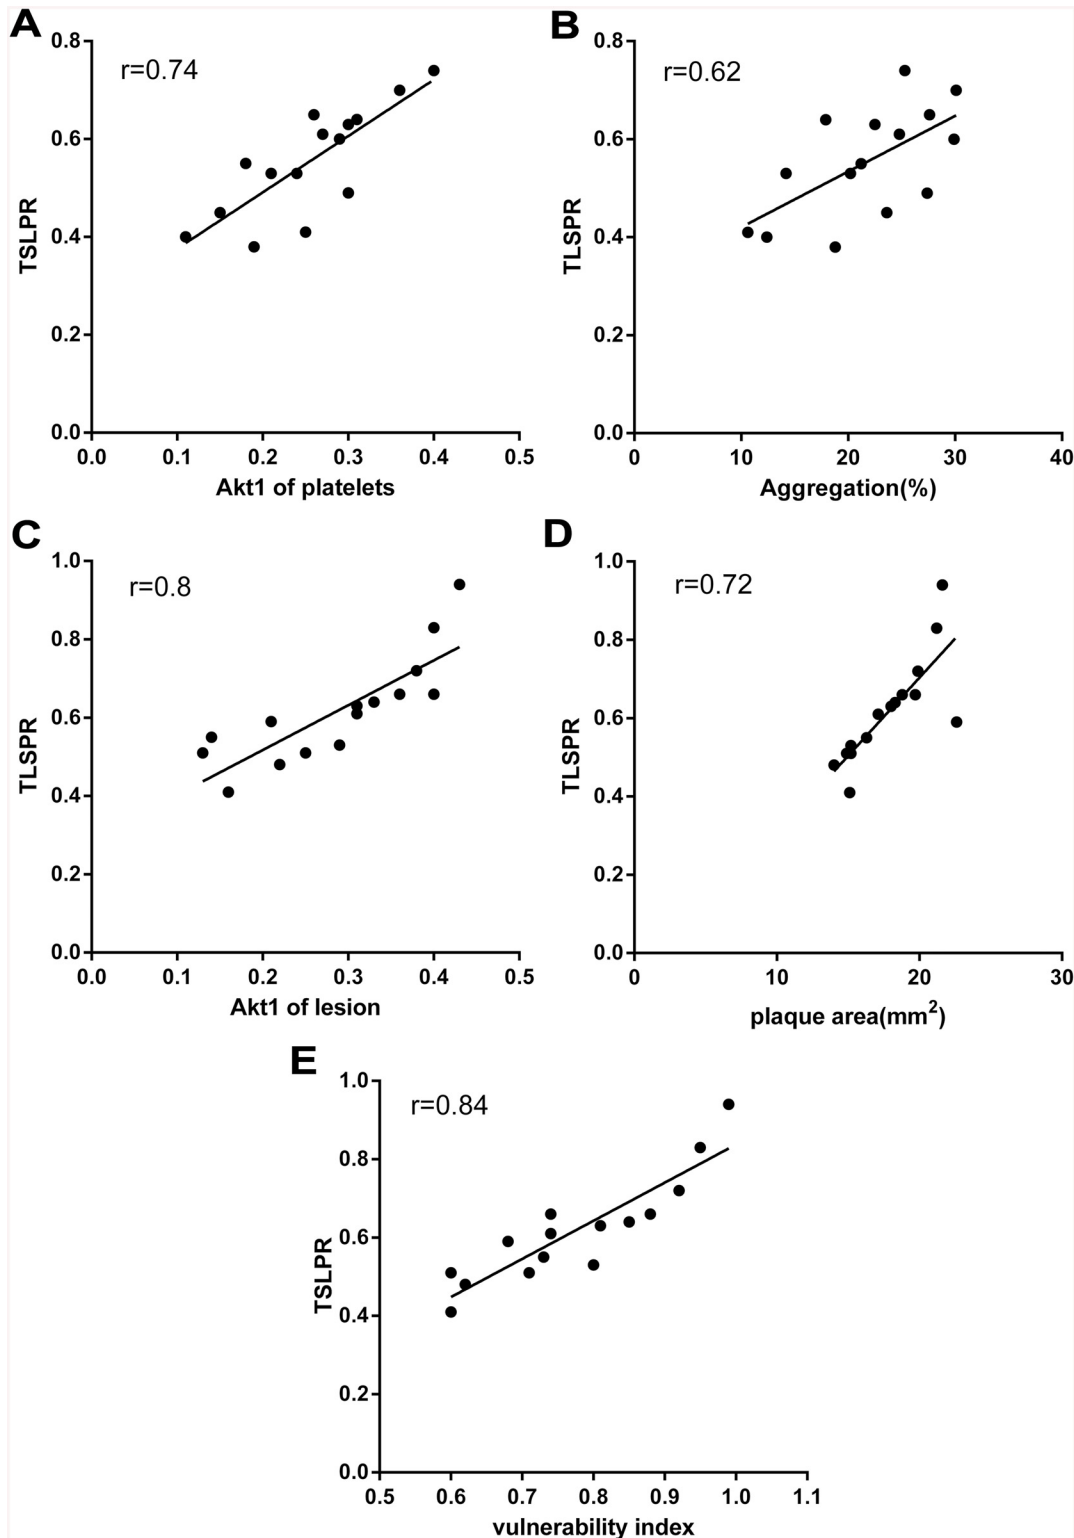 A
B
r=0.74
r=0.62
TSLPR
0.8
0.6
0.4
0.2
0.0
0.0 0.1 0.2 0.3 0.4 0.5
Akt1 of platelets
TLSPR
0.8
0.6
0.4
0.2
0.0
0 10 20 30 40
Aggregation(%)
C
D
r=0.8
r=0.72
TLSPR
1.0
0.8
0.6
0.4
0.2
0.0
0.0 0.1 0.2 0.3 0.4 0.5
Akt1 of lesion
TLSPR
1.0
0.8
0.6
0.4
0.2
0.0
0 10 20 30
plaque area(mm²)
E
r=0.84
TSLPR
1.0
0.8
0.6
0.4
0.2
0.0
0.5 0.6 0.7 0.8 0.9 1.0 1.1
vulnerability index